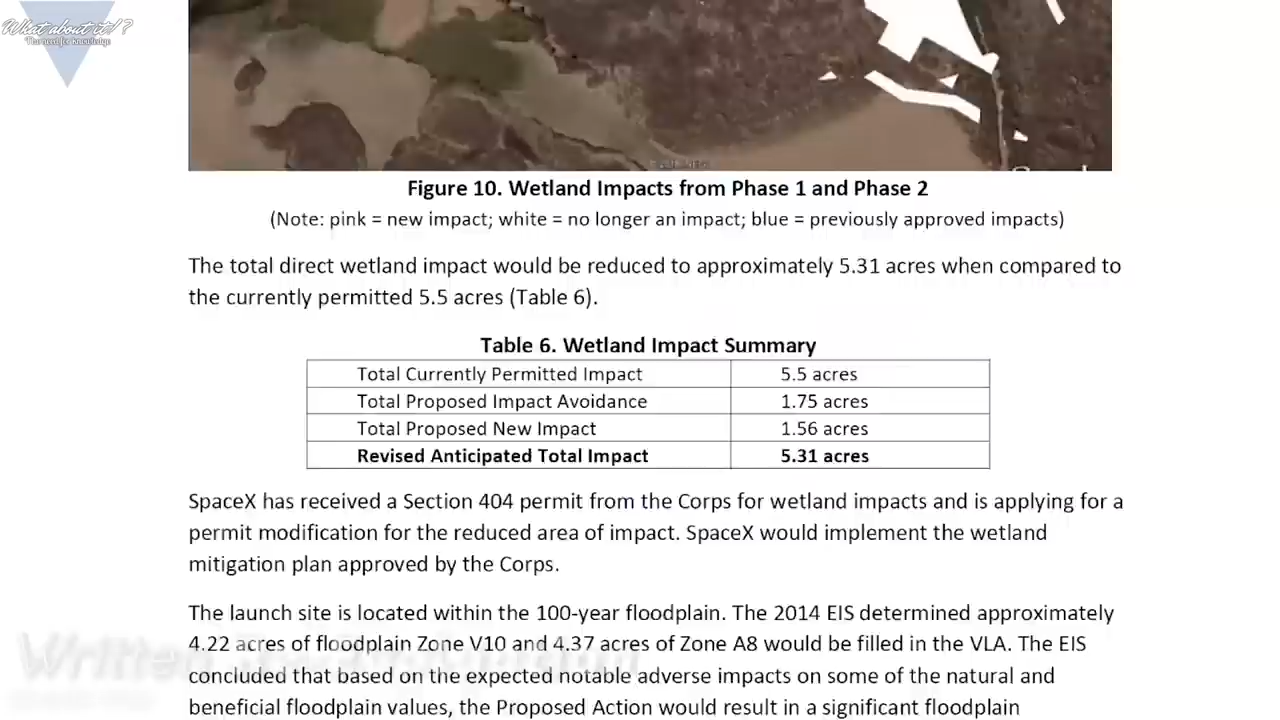 What about it!?
The need for Knowledge
Figure 10. Wetland Impacts from Phase 1 and Phase 2
(Note: pink = new impact; white = no longer an impact; blue = previously approved impacts)
The total direct wetland impact would be reduced to approximately 5.31 acres when compared to
the currently permitted 5.5 acres (Table 6).
Table 6. Wetland Impact Summary
Total Currently Permitted Impact 5.5 acres
Total Proposed Impact Avoidance 1.75 acres
Total Proposed New Impact 1.56 acres
Revised Anticipated Total Impact 5.31 acres
SpaceX has received a Section 404 permit from the Corps for wetland impacts and is applying for a
permit modification for the reduced area of impact. SpaceX would implement the wetland
mitigation plan approved by the Corps.
The launch site is located within the 100-year floodplain. The 2014 EIS determined approximately
4.22 acres of floodplain Zone V10 and 4.37 acres of Zone A8 would be filled in the VLA. The EIS
Written
concluded that based on the expected notable adverse impacts on some of the natural and
beneficial floodplain values, the Proposed Action would result in a significant floodplain